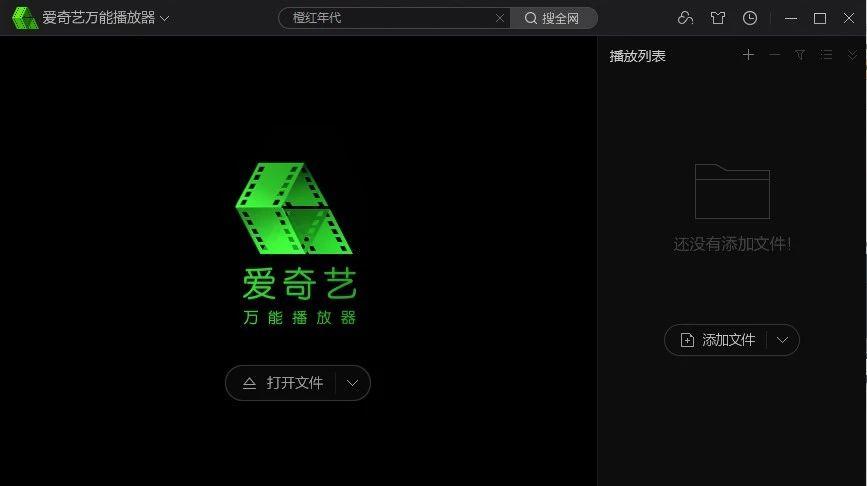 爱奇艺万能播放器
橙红年代
搜全网
播放列表
爱奇艺
万能播放器
还没有添加文件!
添加文件
打开文件